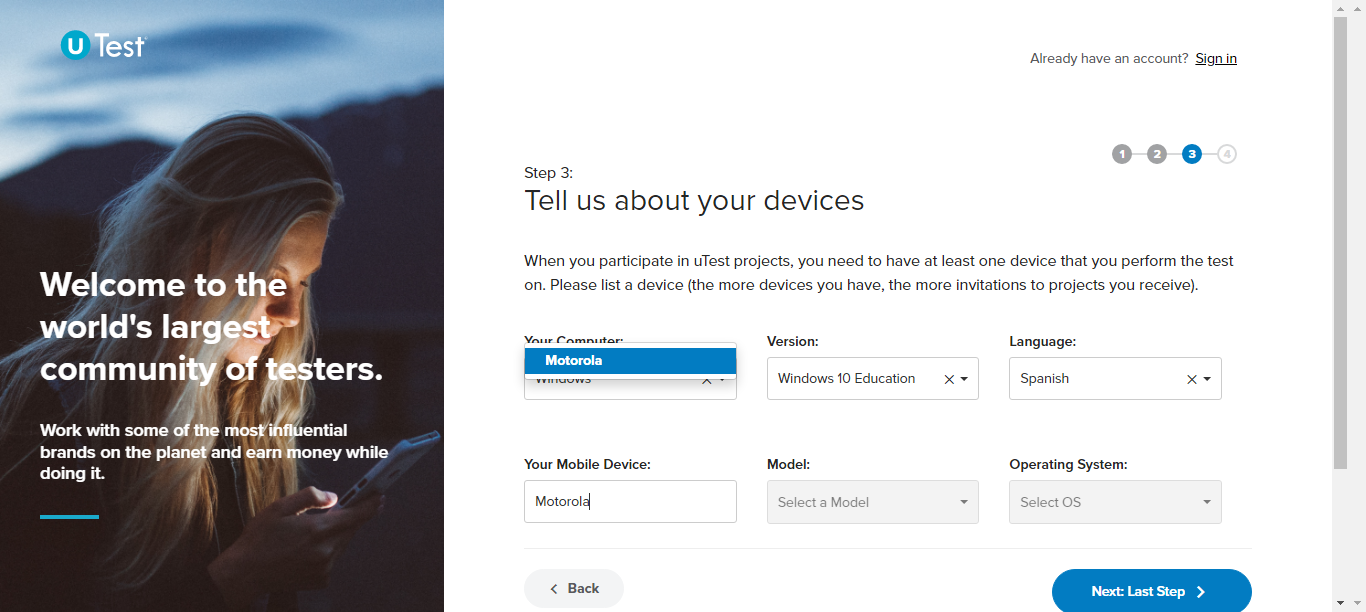 U Test
Already have an account? Sign in
1 2 3 4
Step 3:
Tell us about your devices
When you participate in uTest projects, you need to have at least one device that you perform the test
on. Please list a device (the more devices you have, the more invitations to projects you receive).
Welcome to the
world's largest
community of testers.
Work with some of the most influential
brands on the planet and earn money while
doing it.
Your Computer:
Motorola
Windows
Version:
Windows 10 Education
Language:
Spanish
Your Mobile Device:
Motorola
Model:
Select a Model
Operating System:
Select OS
Back
Next: Last Step